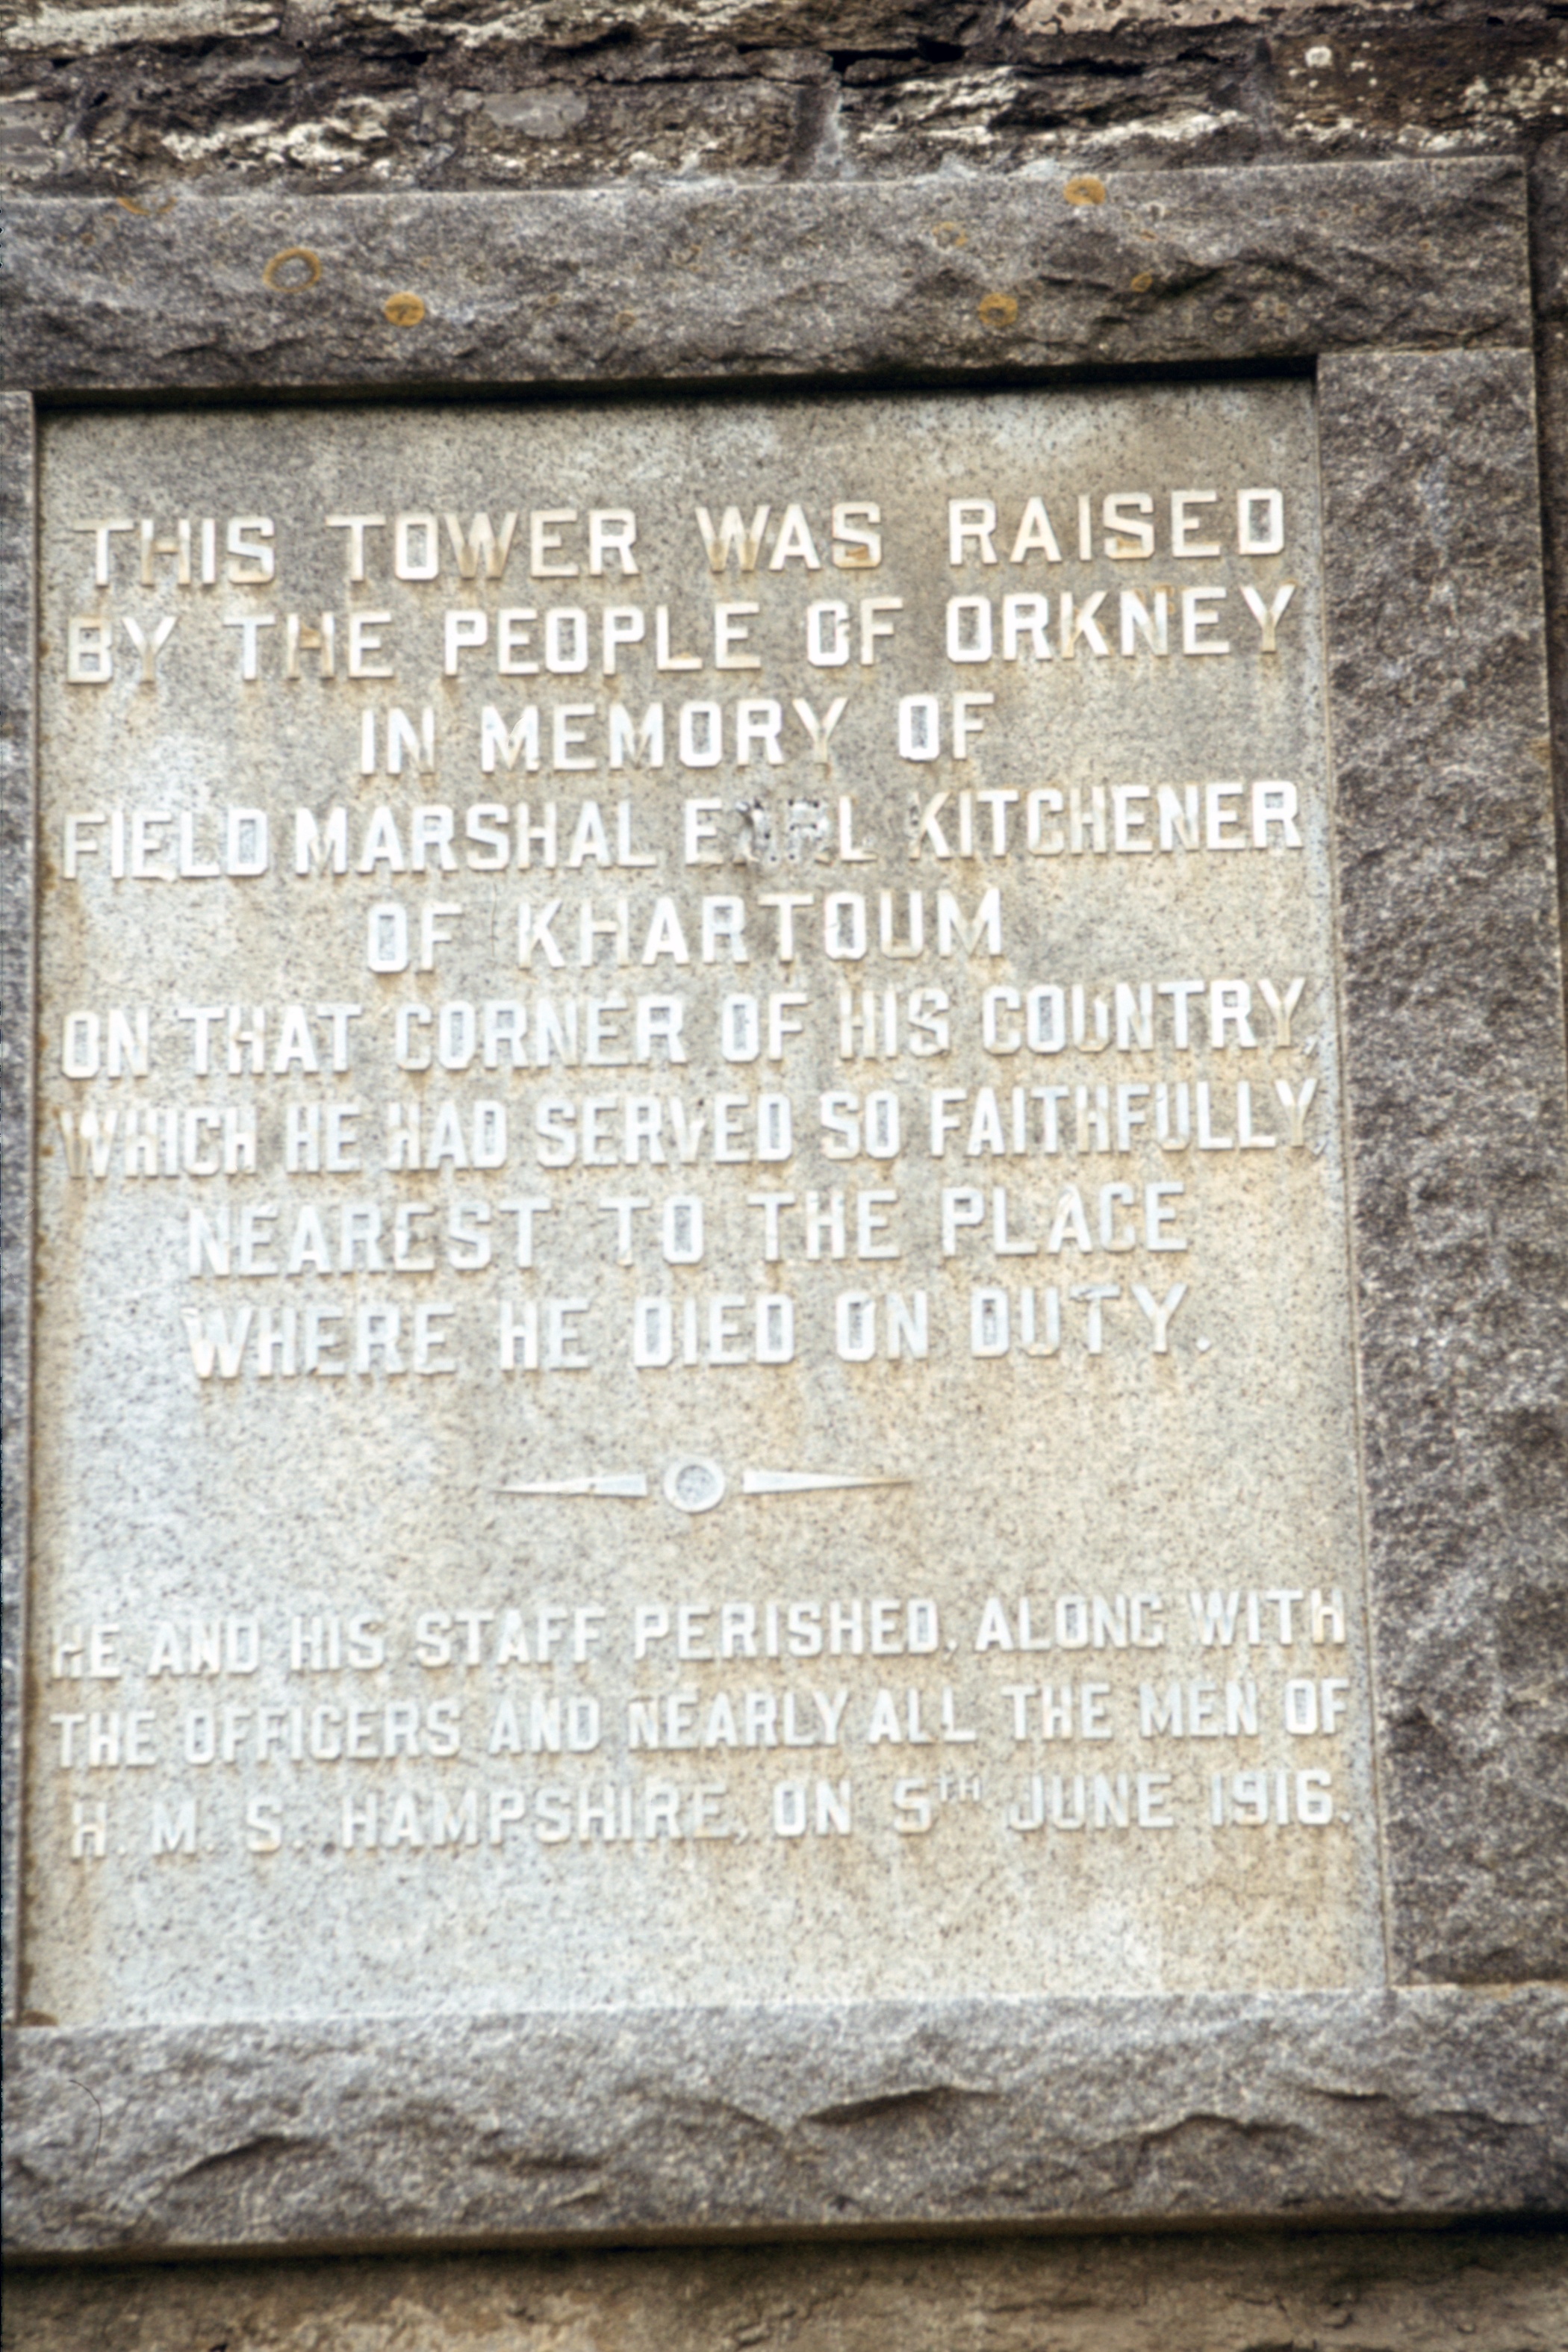 THIS TOWER WAS RAISED
BY THE PEOPLE OF ORKNEY
IN MEMORY OF
FIELD MARSHAL EARL KITCHENER
OF KHARTOUM
ON THAT CORNER OF HIS COUNTRY,
WHICH HE HAD SERVED SO FAITHFULLY,
NEAREST TO THE PLACE
WHERE HE DIED ON DUTY.
HE AND HIS STAFF PERISHED, ALONG WITH
THE OFFICERS AND NEARLY ALL THE MEN OF
H. M. S. HAMPSHIRE, ON 5TH JUNE 1916.